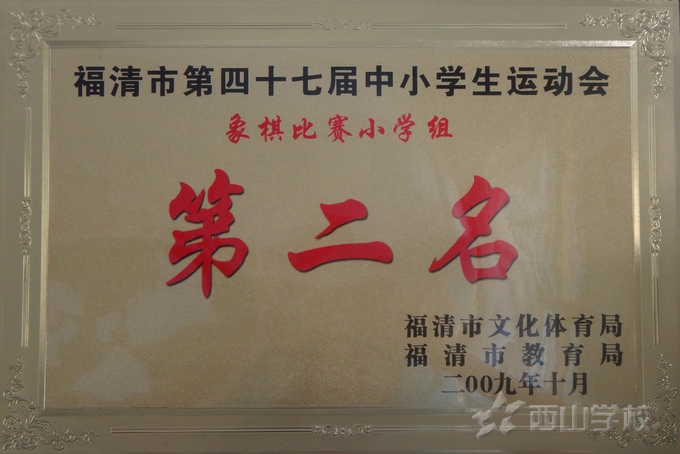 福清市第四十七届中小学生运动会
象棋比赛小学组
第二名
福清市文化体育局
福清市教育局
二00九年十月
西山学校